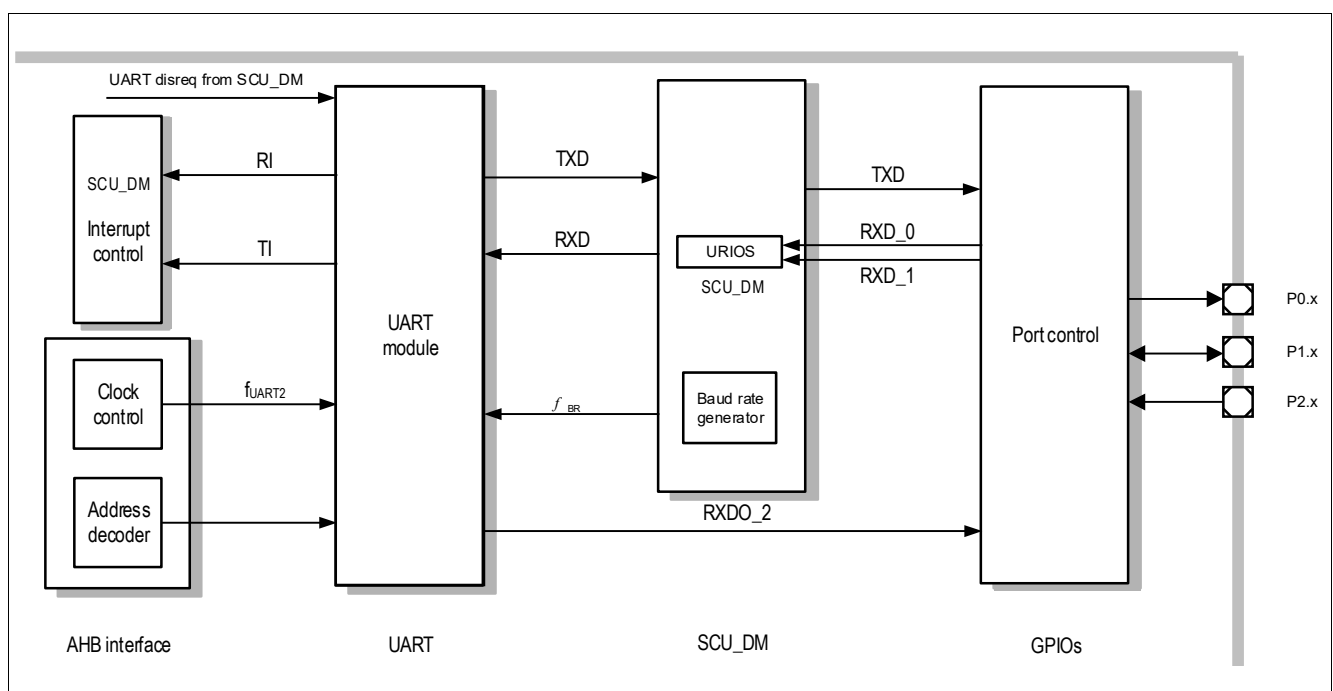 UART disreq from SCU_DM
RI
SCU_DM
Interrupt
control
TI
Clock
control
fUART2
Address
decoder
UART
module
TXD
RXD
URIOS
SCU_DM
Baud rate
generator
f BR
TXD
RXD_0
RXD_1
RXDO_2
Port control
P0.x
P1.x
P2.x
AHB interface
UART
SCU_DM
GPIOs